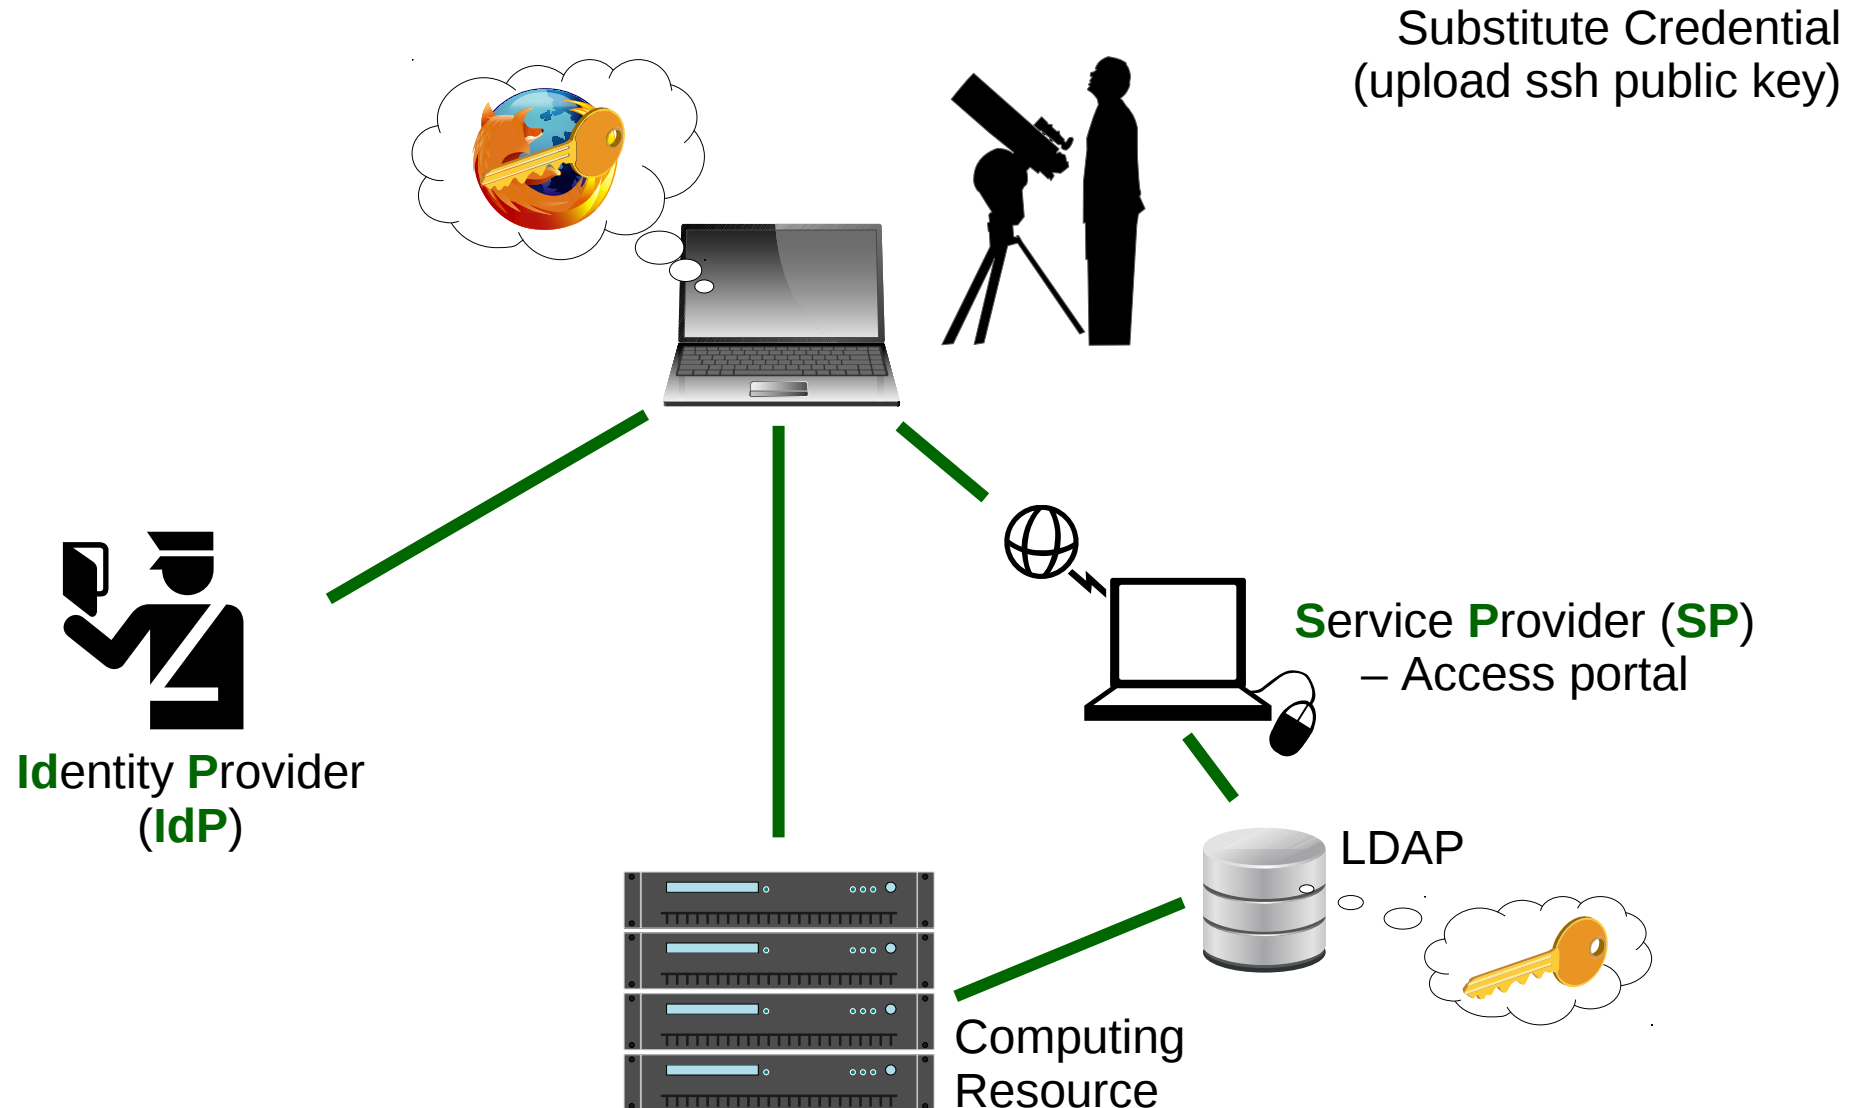 Substitute Credential
(upload ssh public key)
Service Provider (SP)
– Access portal
Identity Provider
(IdP)
LDAP
Computing
Resource